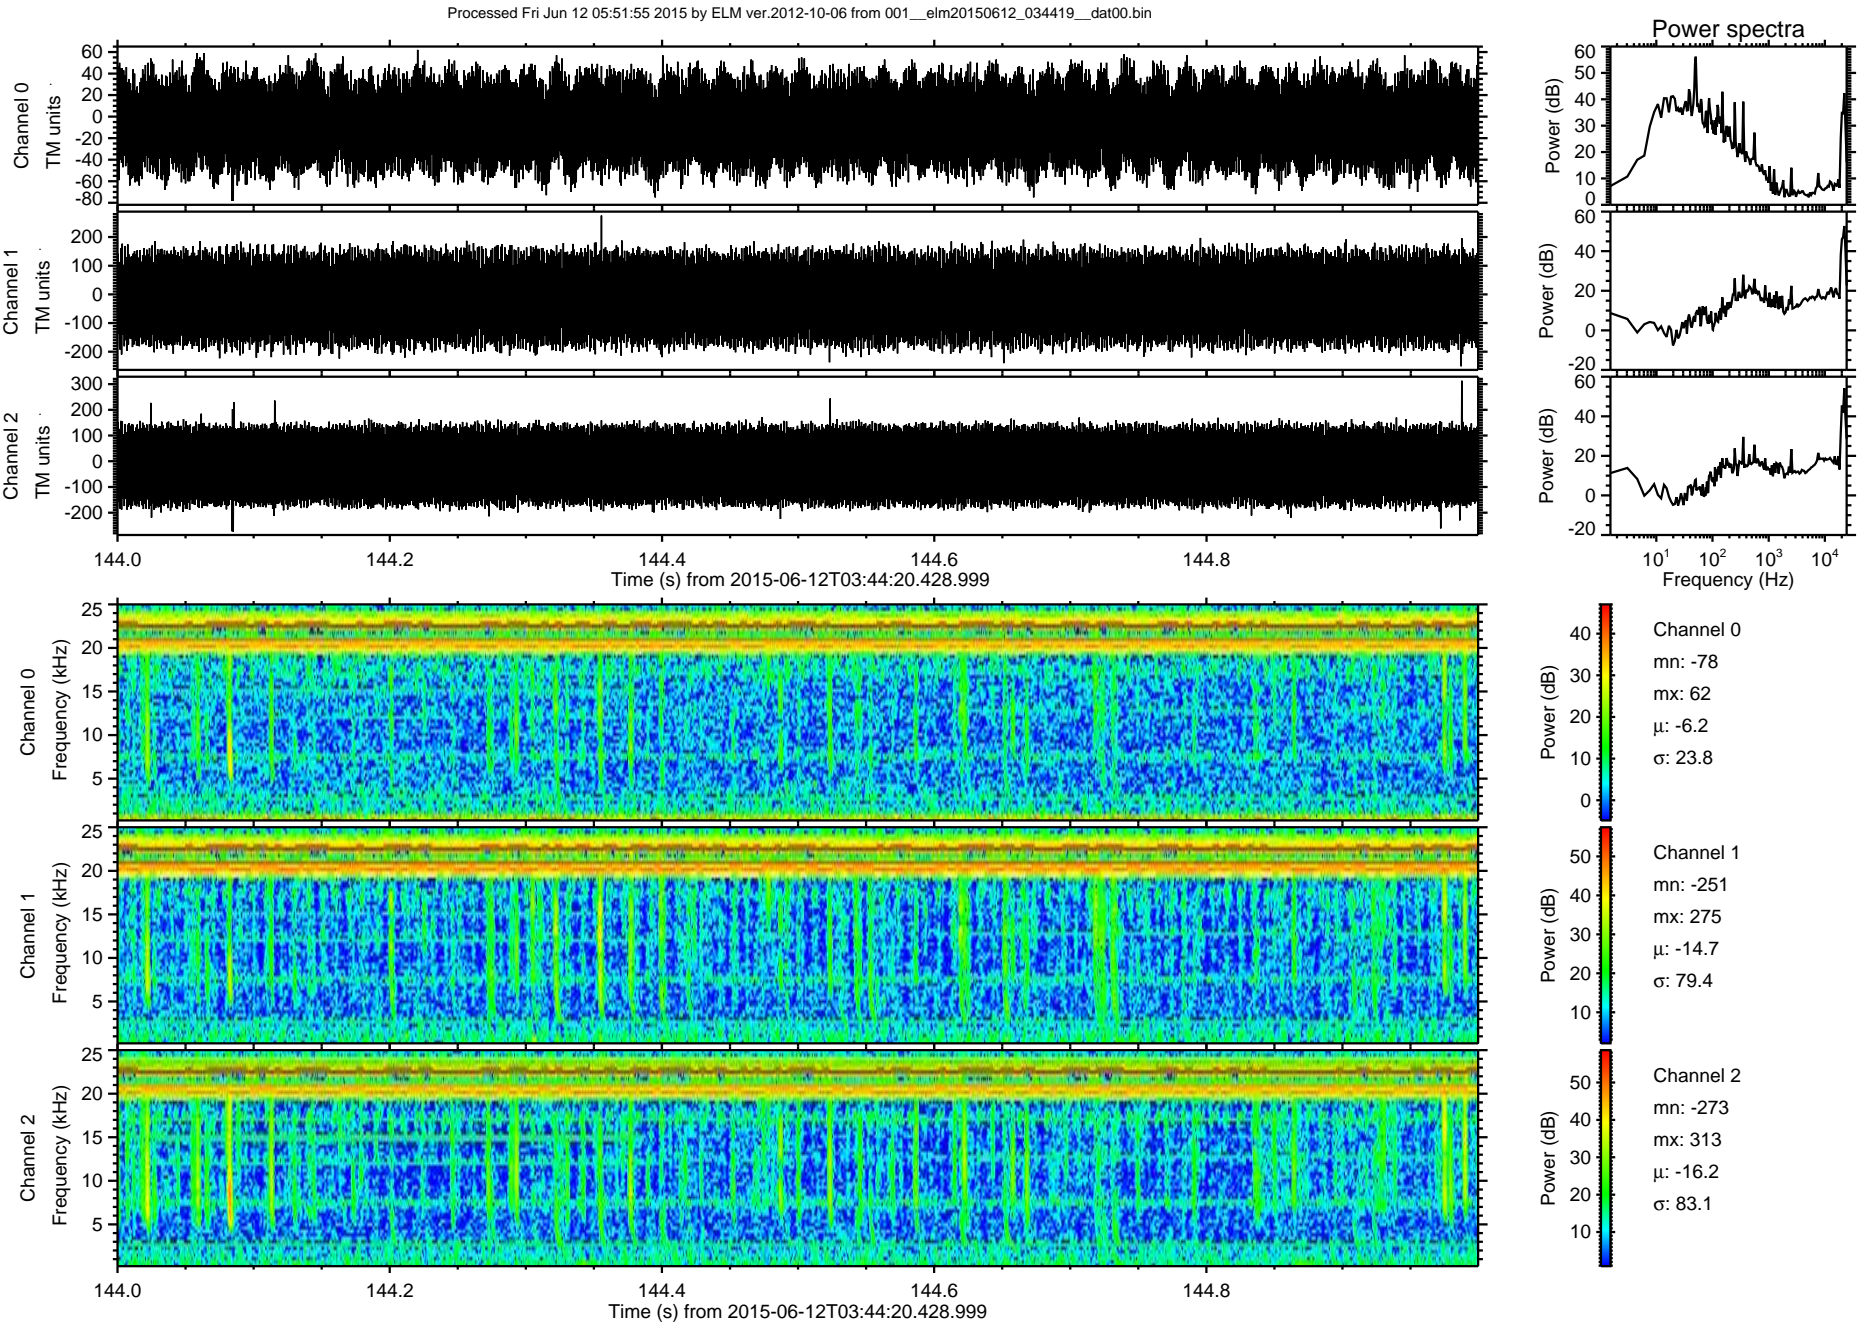 Processed Fri Jun 12 05:51:55 2015 by ELM ver.2012-10-06 from 001__elm20150612_034419__dat00.bin
Power spectra
Channel 0
TM units
60
40
20
0
-20
-40
-60
-80
Power (dB)
60
50
40
30
20
10
0
Channel 1
TM units
200
100
0
-100
-200
Power (dB)
60
40
20
0
-20
Channel 2
TM units
300
200
100
0
-100
-200
Power (dB)
60
40
20
0
-20
144.0 144.2 144.4 144.6 144.8
Time (s) from 2015-06-12T03:44:20.428.999
10^1 10^2 10^3 10^4
Frequency (Hz)
Channel 0
Frequency (kHz)
25
20
15
10
5
Power (dB)
40
30
20
10
0
Channel 0
mn: -78
mx: 62
µ: -6.2
σ: 23.8
Channel 1
Frequency (kHz)
25
20
15
10
5
Power (dB)
50
40
30
20
10
Channel 1
mn: -251
mx: 275
µ: -14.7
σ: 79.4
Channel 2
Frequency (kHz)
25
20
15
10
5
Power (dB)
50
40
30
20
10
Channel 2
mn: -273
mx: 313
µ: -16.2
σ: 83.1
144.0 144.2 144.4 144.6 144.8
Time (s) from 2015-06-12T03:44:20.428.999